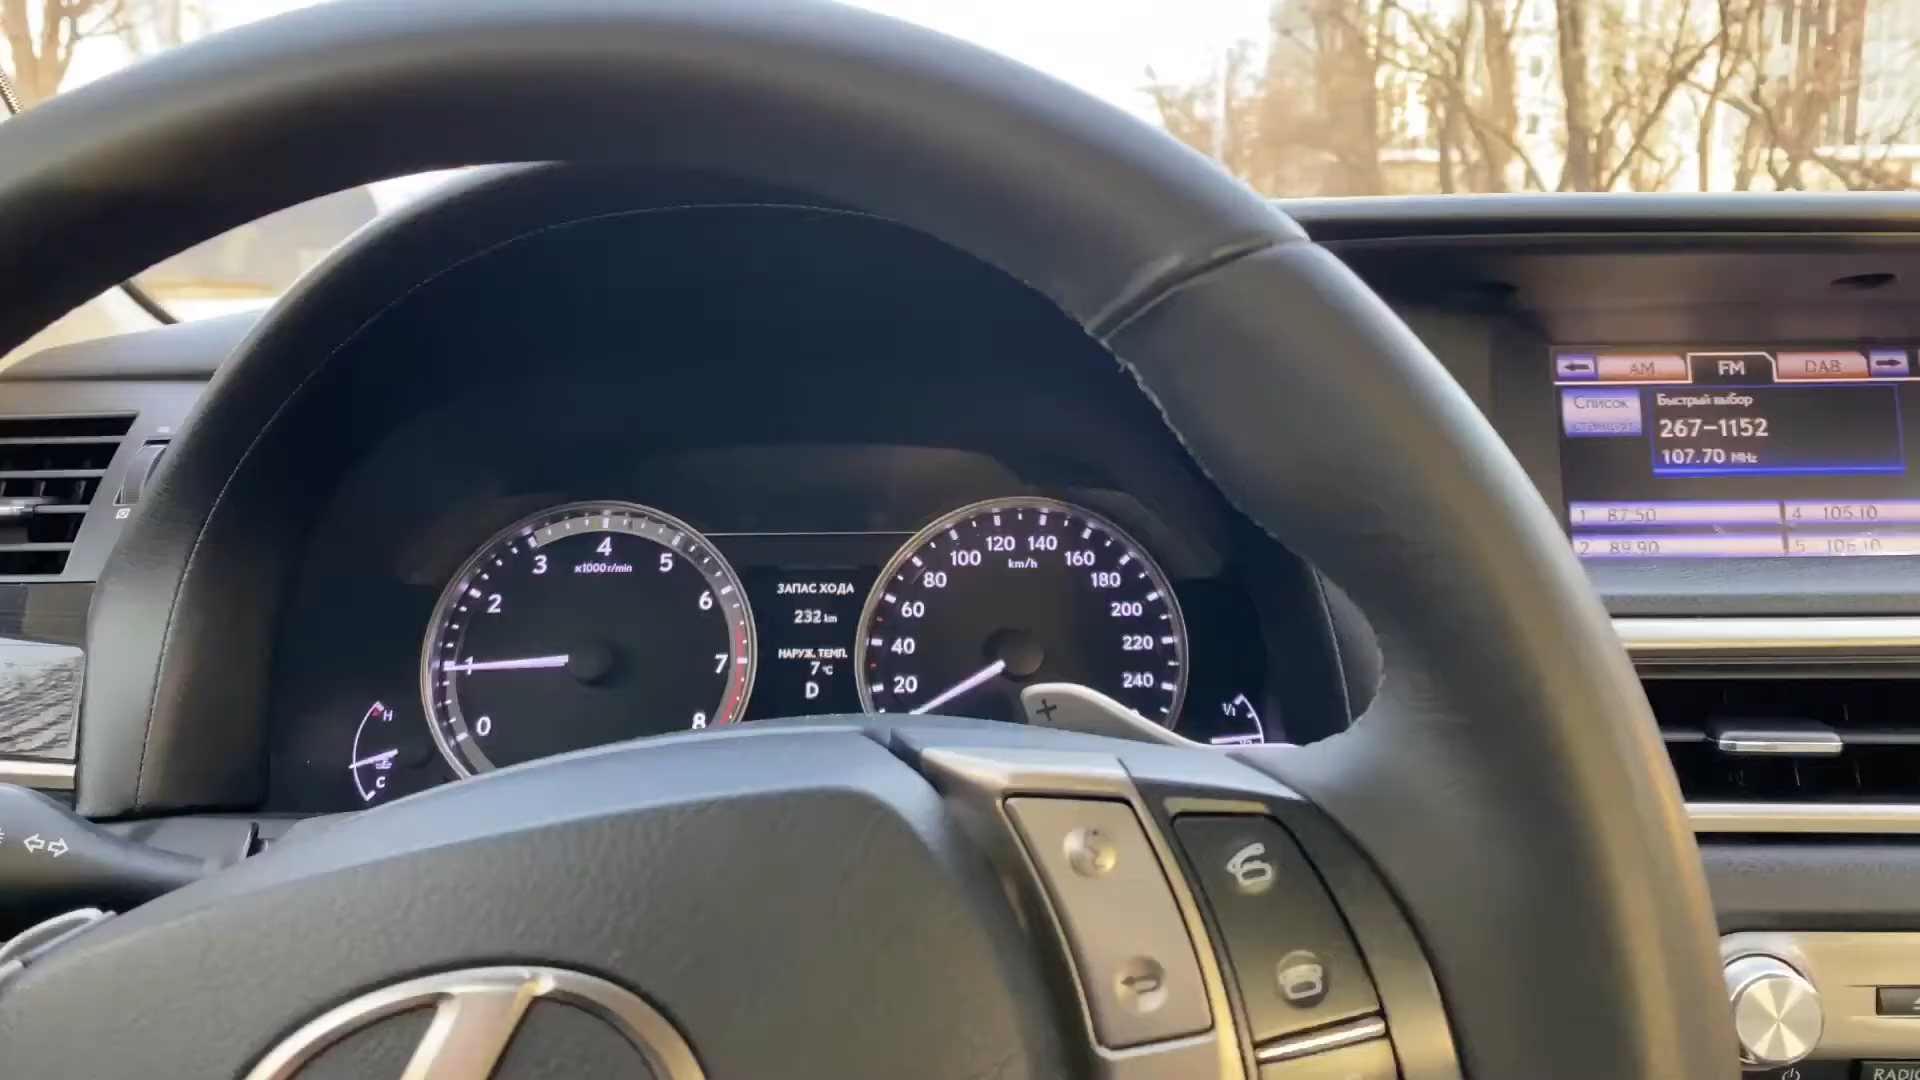 AM FM DAB
Список
Быстрый выбор
267-1152
107.70 MHz
1 87.50
4 105.10
2 89.90
5 106.10
0
1
2
3
4
5
6
7
8
x1000 r/min
H
C
ЗАПАС ХОДА
232 km
НАРУЖ. ТЕМП.
7°C
D
20
40
60
80
100
120
140
160
180
200
220
240
km/h
1/1
+
RADIO